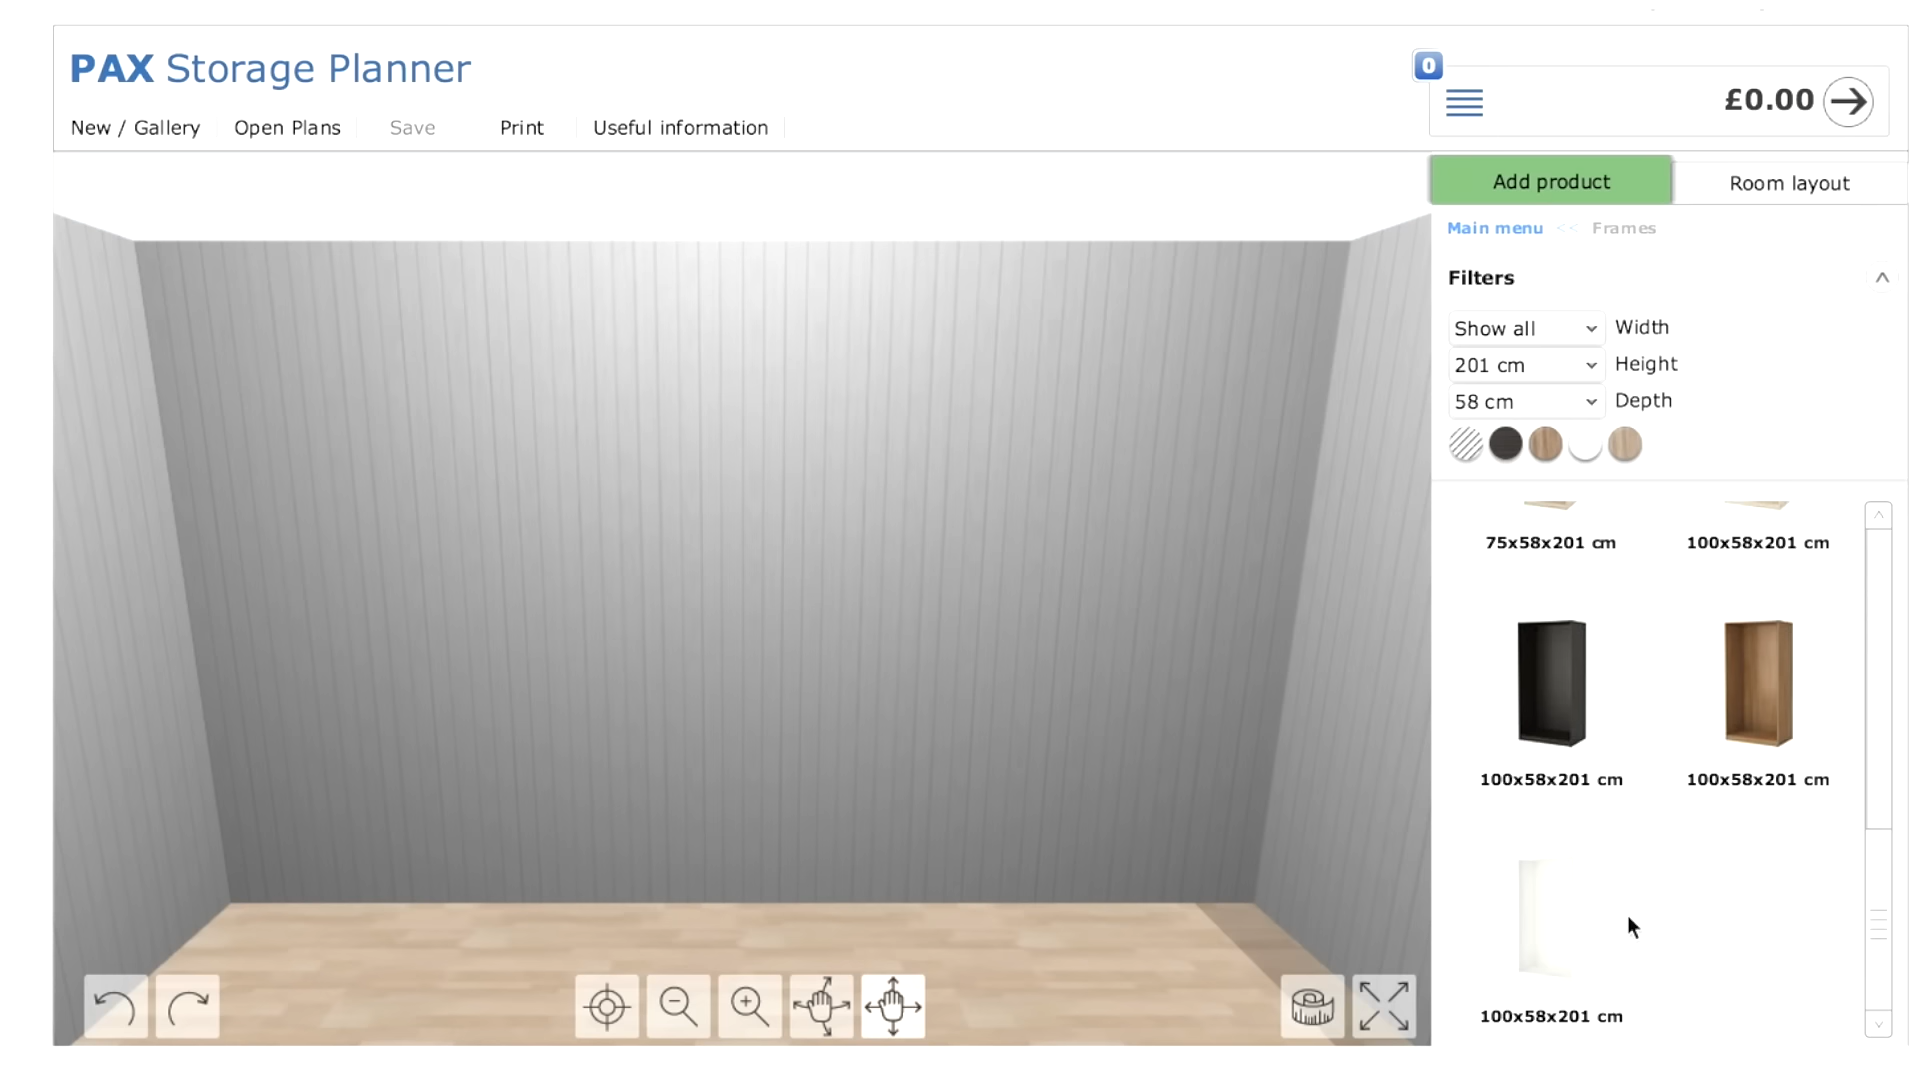 PAX Storage Planner
0
£0.00
New / Gallery Open Plans Save Print Useful information
Add product Room layout
Main menu << Frames
Filters
Show all Width
201 cm Height
58 cm Depth
75x58x201 cm 100x58x201 cm
100x58x201 cm 100x58x201 cm
100x58x201 cm